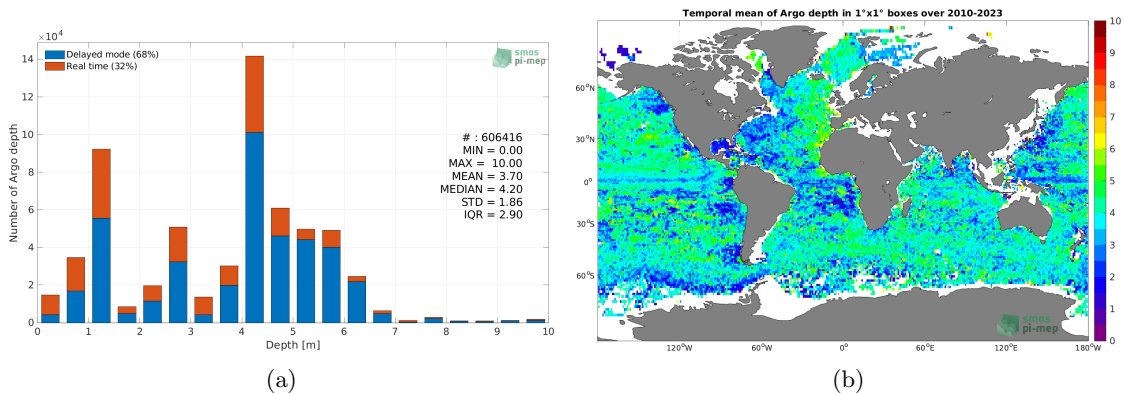 ×10⁴
Delayed mode (68%)
Real time (32%)
smos
pi-mep
14
12
10
8
6
4
2
0
Number of Argo depth
# : 606416
MIN = 0.00
MAX = 10.00
MEAN = 3.70
MEDIAN = 4.20
STD = 1.86
IQR = 2.90
0 1 2 3 4 5 6 7 8 9 10
Depth [m]
(a)
Temporal mean of Argo depth in 1°x1° boxes over 2010-2023
60°N
30°N
0°
30°S
60°S
120°W 60°W 0° 60°E 120°E 180°W
smos
pi-mep
10
9
8
7
6
5
4
3
2
1
0
(b)